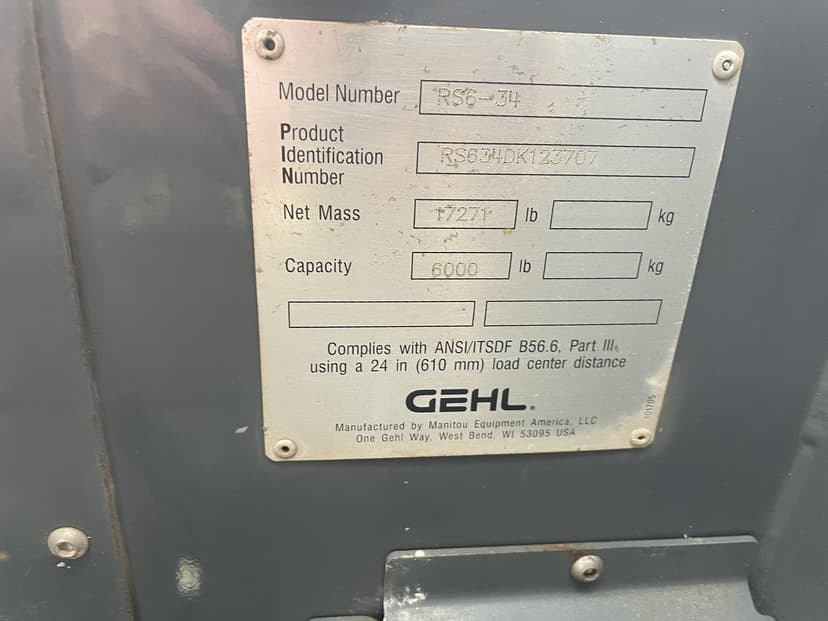 Model Number RS6-34
Product
Identification
Number RS634DK123707
Net Mass 17271 lb kg
Capacity 6000 lb kg
Complies with ANSI/ITSDF B56.6, Part III,
using a 24 in (610 mm) load center distance
GEHL®
Manufactured by Manitou Equipment America, LLC
One Gehl Way, West Bend, WI 53095 USA